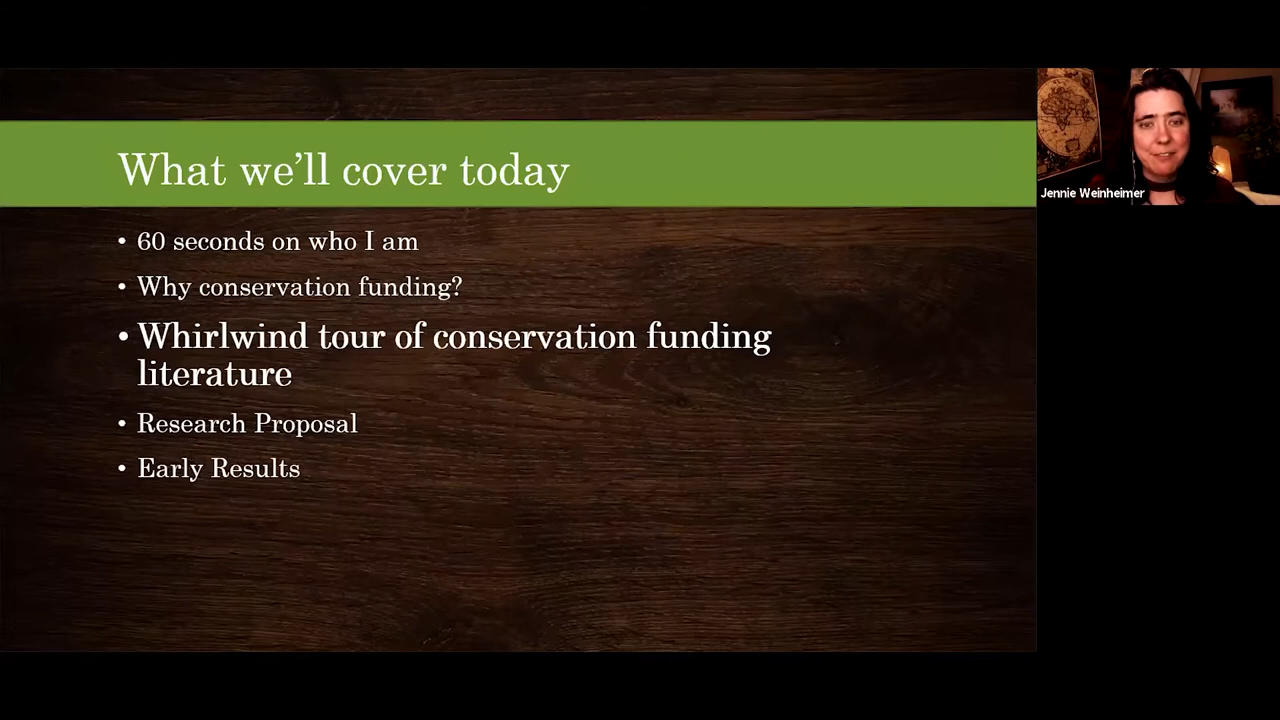 What we'll cover today
• 60 seconds on who I am
• Why conservation funding?
• Whirlwind tour of conservation funding
literature
• Research Proposal
• Early Results
Jennie Weinheimer